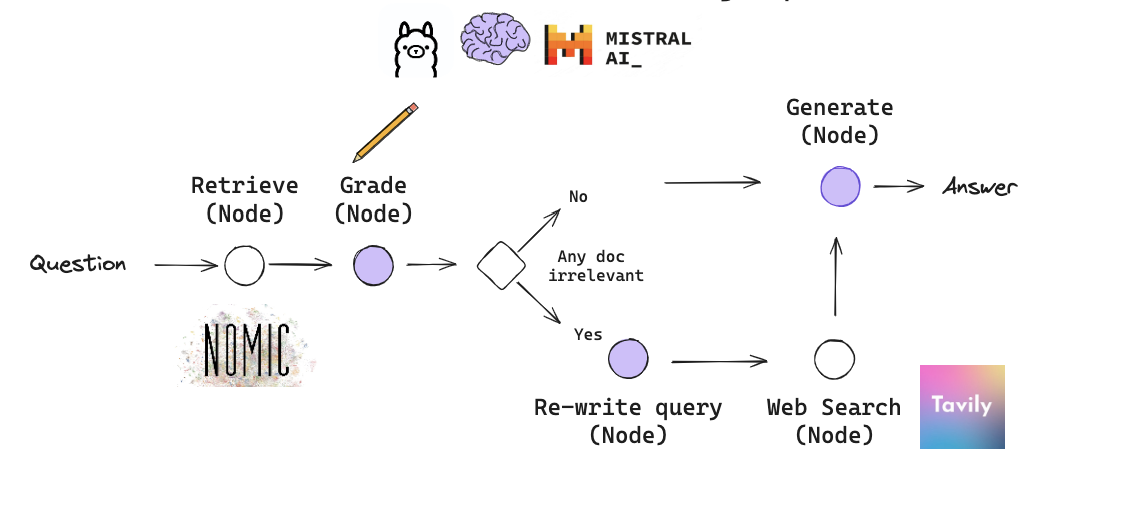 MISTRAL
AI_
Generate
(Node)
Retrieve
(Node)
Grade
(Node)
No
Answer
Question
Any doc
irrelevant
Yes
NOMIC
Re-write query
(Node)
Web Search
(Node)
Tavily